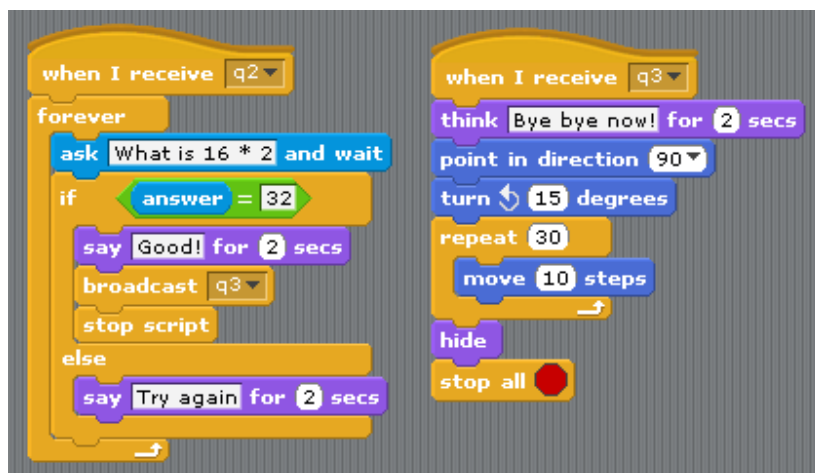 when I receive q2
forever
ask What is 16 * 2 and wait
if answer = 32
say Good! for 2 secs
broadcast q3
stop script
else
say Try again for 2 secs
when I receive q3
think Bye bye now! for 2 secs
point in direction 90
turn 15 degrees
repeat 30
move 10 steps
hide
stop all